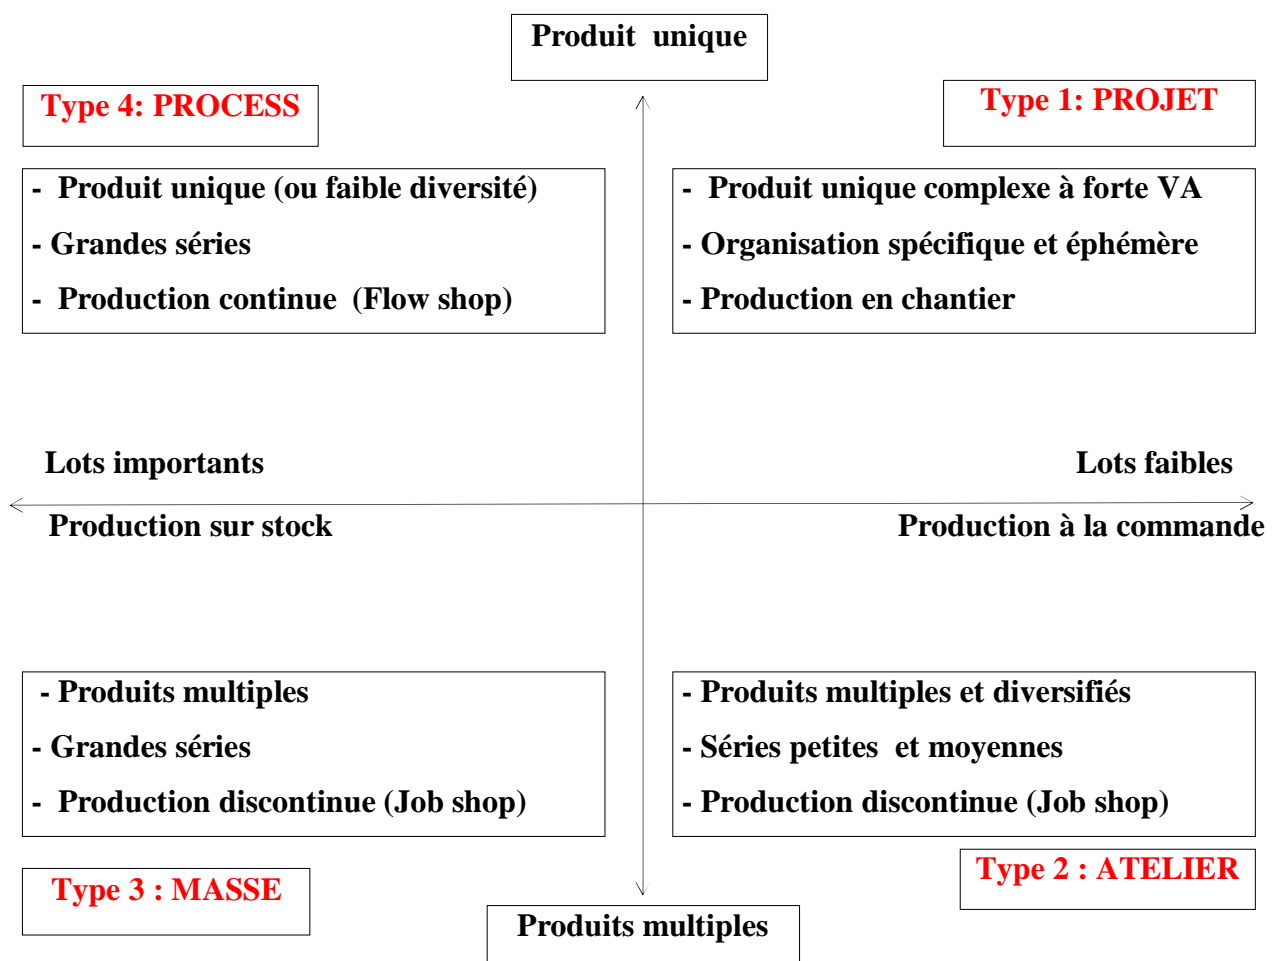 Produit unique
Type 4: PROCESS
Type 1: PROJET
- Produit unique (ou faible diversité)
- Grandes séries
- Production continue (Flow shop)
- Produit unique complexe à forte VA
- Organisation spécifique et éphémère
- Production en chantier
Lots importants
Lots faibles
Production sur stock
Production à la commande
- Produits multiples
- Grandes séries
- Production discontinue (Job shop)
- Produits multiples et diversifiés
- Séries petites et moyennes
- Production discontinue (Job shop)
Type 3 : MASSE
Type 2 : ATELIER
Produits multiples